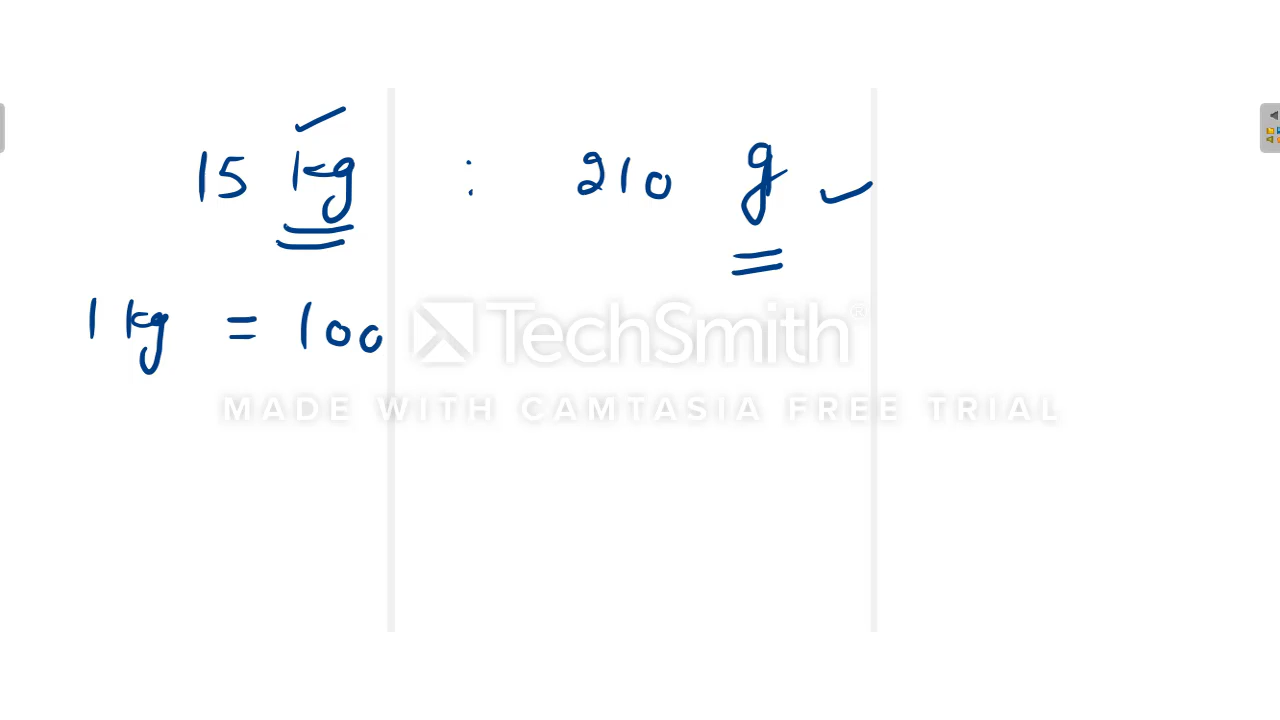 15 kg : 210 g
1 kg = 100
TechSmith®
MADE WITH CAMTASIA FREE TRIAL